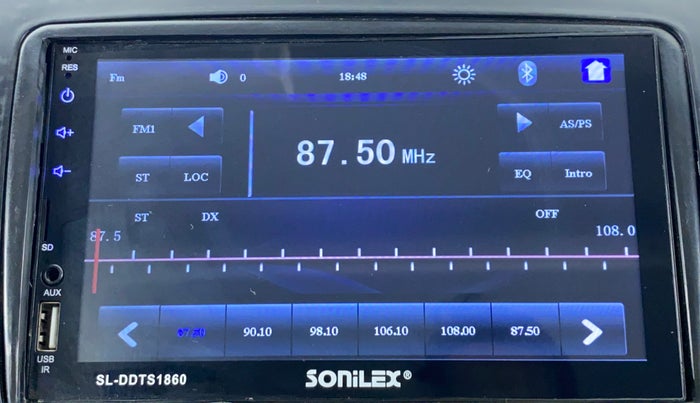 MIC
RES
Fm 0 18:48
FM1 AS/PS
87.50 MHz
ST LOC EQ Intro
ST DX OFF
87.5 108.0
SD
AUX
87.50 90.10 98.10 106.10 108.00 87.50
USB
IR
SL-DDTS1860 SONiLEX®